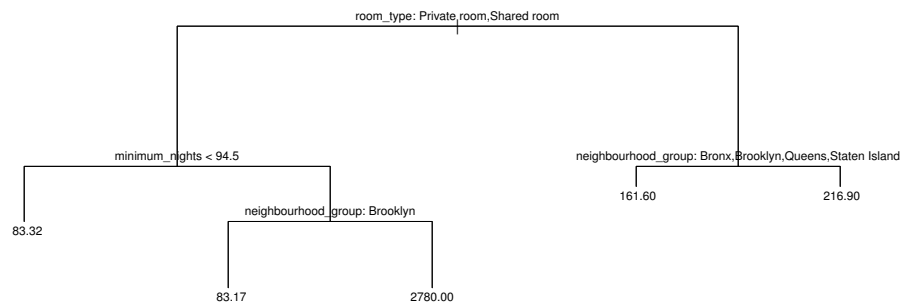 room_type: Private room,Shared room
minimum_nights < 94.5
neighbourhood_group: Bronx,Brooklyn,Queens,Staten Island
161.60
216.90
neighbourhood_group: Brooklyn
83.32
83.17
2780.00